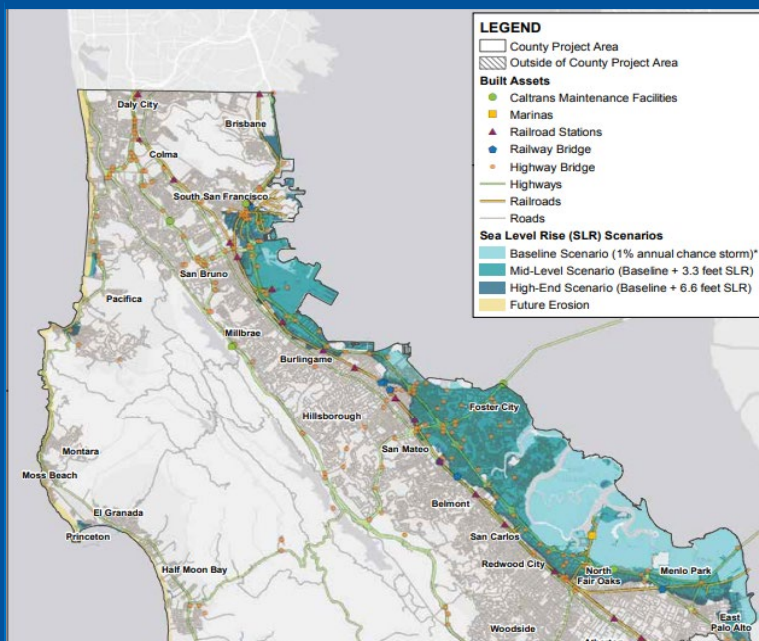 LEGEND
County Project Area
Outside of County Project Area
Built Assets
Caltrans Maintenance Facilities
Marinas
Railroad Stations
Railway Bridge
Highway Bridge
Highways
Railroads
Roads
Sea Level Rise (SLR) Scenarios
Baseline Scenario (1% annual chance storm)*
Mid-Level Scenario (Baseline + 3.3 feet SLR)
High-End Scenario (Baseline + 6.6 feet SLR)
Future Erosion
Daly City
Brisbane
Colma
South San Francisco
San Bruno
Pacifica
Millbrae
Burlingame
Hillsborough
Foster City
San Mateo
Montara
Moss Beach
Belmont
El Granada
San Carlos
Princeton
Redwood City
Half Moon Bay
North
Fair Oaks
Menlo Park
East
Palo Alto
Woodside